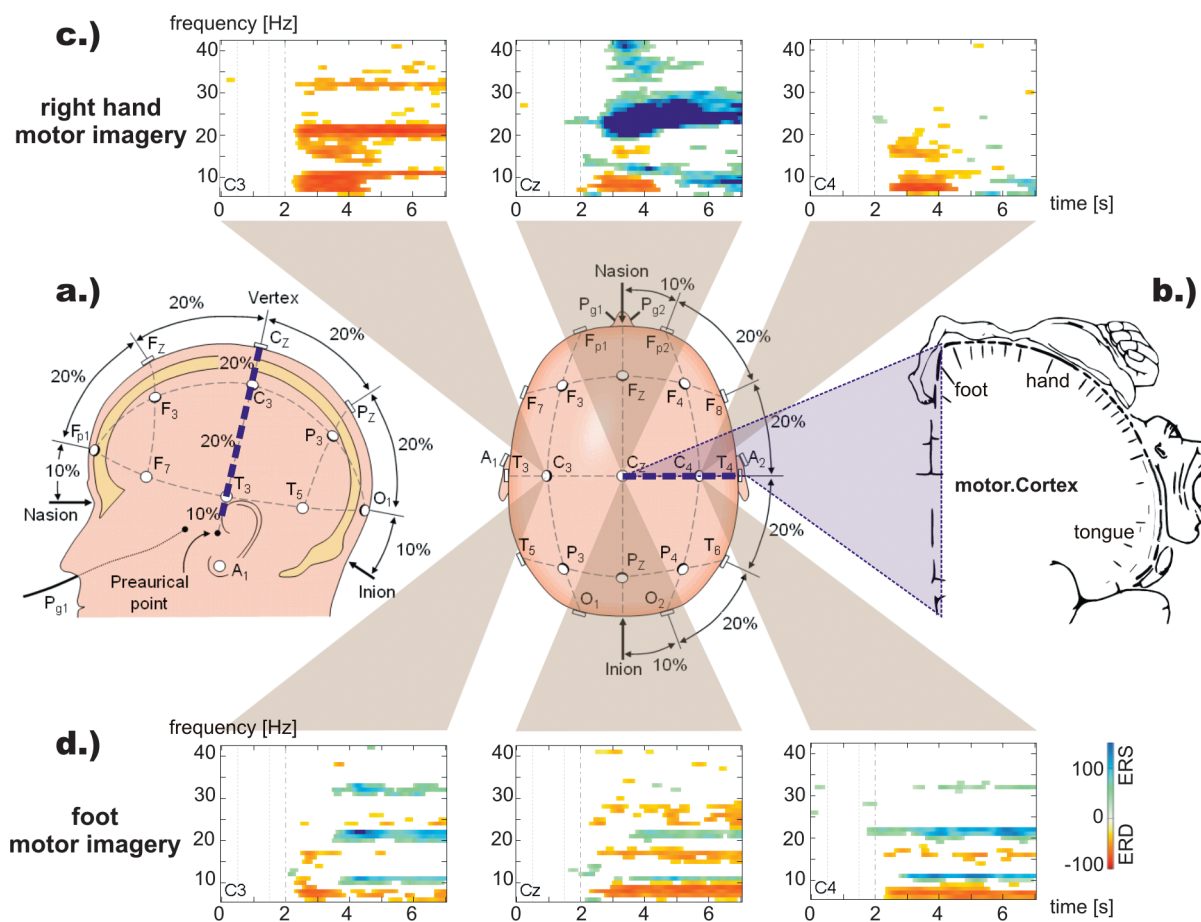 c.)
frequency [Hz]
right hand
motor imagery
40
30
20
10
C3
0 2 4 6
40
30
20
10
Cz
0 2 4 6
40
30
20
10
C4
0 2 4 6
time [s]
a.)
20%
Vertex
CZ
20%
FZ
20%
C3
20%
F3
PZ
Fp1
20%
P3
20%
10%
F7
T3
T5
O1
Nasion
10%
10%
A1
Preaurical
point
Inion
Pg1
Nasion
10%
Pg1
Pg2
20%
Fp1
Fp2
FZ
F7
F3
F4
F8
20%
A1
T3
C3
CZ
C4
T4
A2
20%
T5
P3
PZ
P4
T6
O1
O2
20%
Inion
10%
b.)
foot
hand
motor.Cortex
tongue
d.)
frequency [Hz]
foot
motor imagery
40
30
20
10
C3
0 2 4 6
40
30
20
10
Cz
0 2 4 6
40
30
20
10
C4
0 2 4 6
time [s]
100
0
-100
ERS
ERD